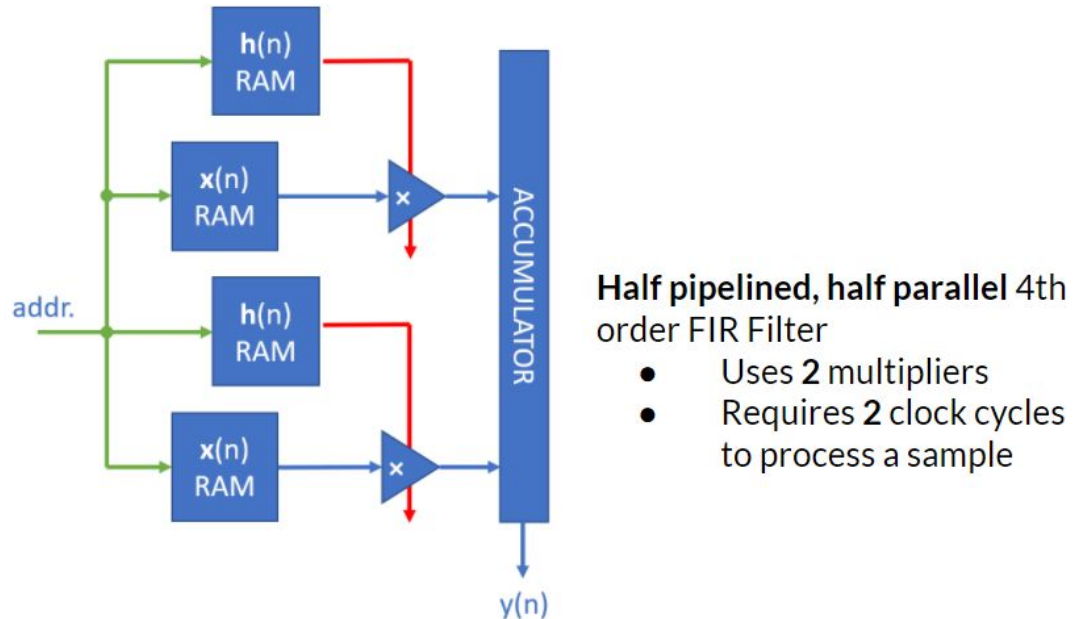 h(n)
RAM
x(n)
RAM
×
addr.
h(n)
RAM
x(n)
RAM
×
ACCUMULATOR
y(n)
Half pipelined, half parallel 4th
order FIR Filter
● Uses 2 multipliers
● Requires 2 clock cycles
to process a sample